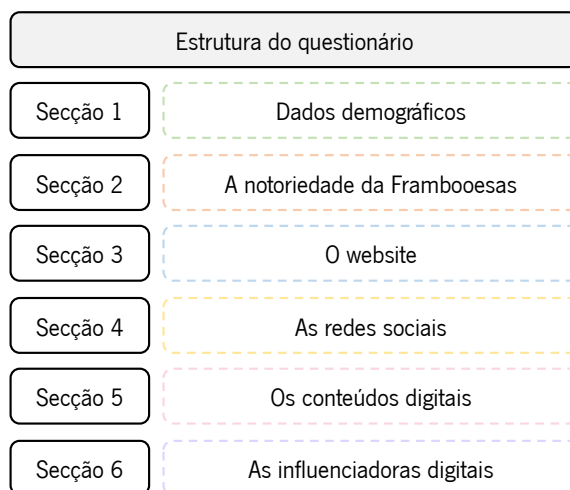 Estrutura do questionário
Secção 1 Dados demográficos
Secção 2 A notoriedade da Frambooesas
Secção 3 O website
Secção 4 As redes sociais
Secção 5 Os conteúdos digitais
Secção 6 As influenciadoras digitais